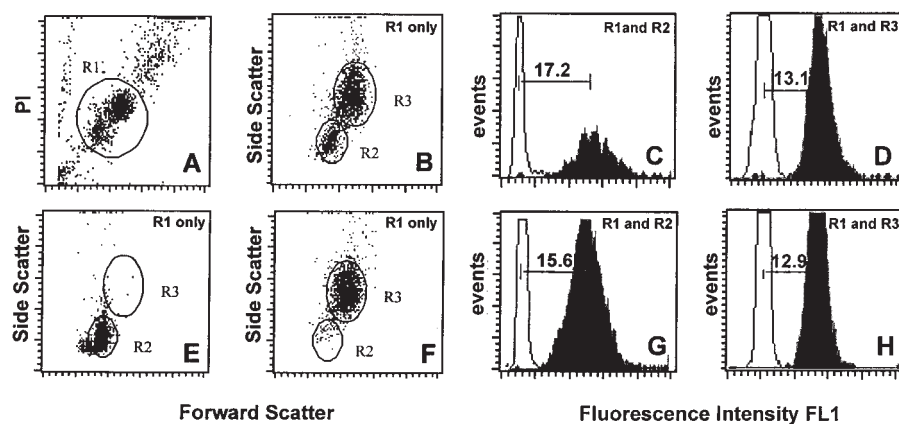 R1 only
R1and R2
R1 and R3
PI
R1
A
Side Scatter
R3
R2
B
events
17.2
C
events
13.1
D
R1 only
R1 only
R1 and R2
R1 and R3
Side Scatter
R3
R2
E
Side Scatter
R3
R2
F
events
15.6
G
events
12.9
H
Forward Scatter
Fluorescence Intensity FL1